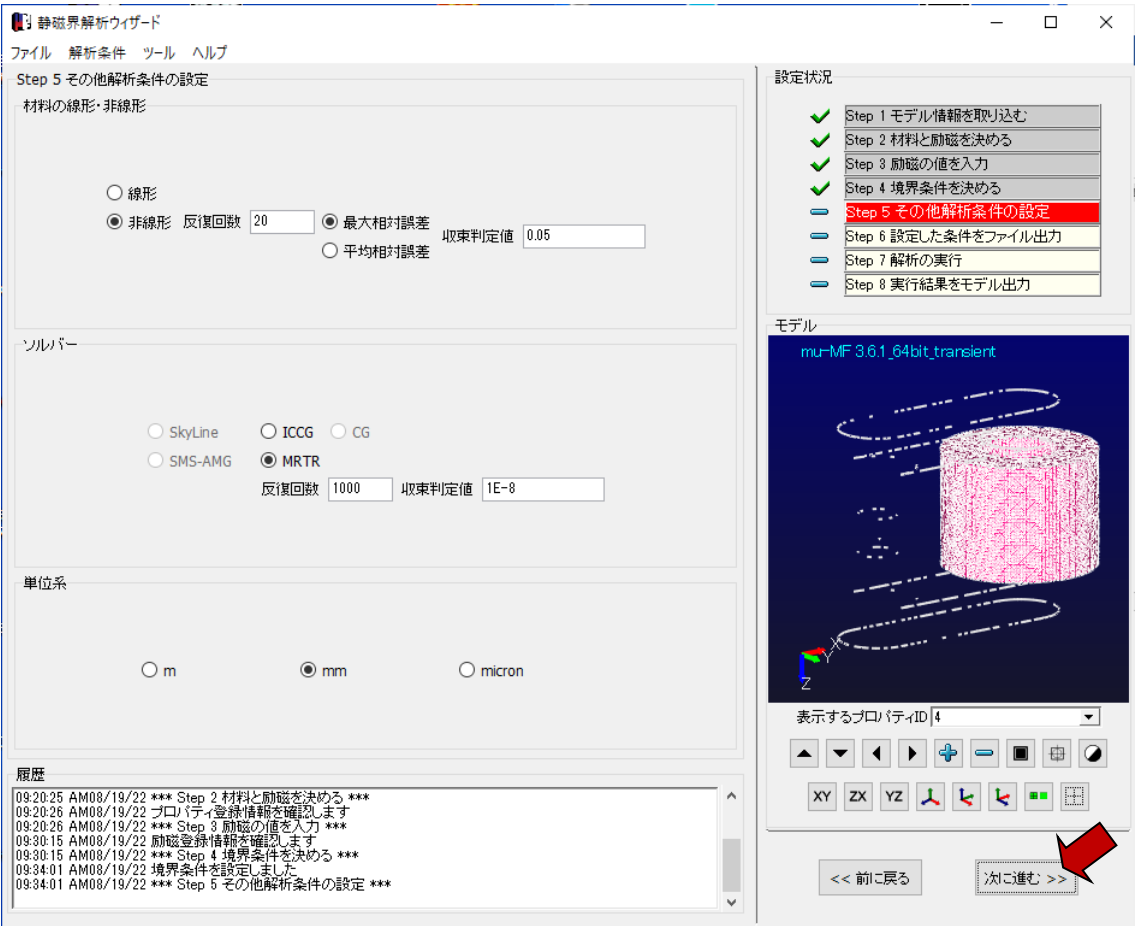 静磁界解析ウィザード
ファイル 解析条件 ツール ヘルプ
Step 5 その他解析条件の設定
材料の線形・非線形
線形
非線形 反復回数 20 最大相対誤差 収束判定値 0.05
平均相対誤差
ソルバー
SkyLine ICCG CG
SMS-AMG MRTR
反復回数 1000 収束判定値 1E-8
単位系
m mm micron
履歴
09:20:25 AM08/19/22 *** Step 2 材料と励磁を決める ***
09:20:26 AM08/19/22 プロパティ登録情報を確認します
09:20:26 AM08/19/22 *** Step 3 励磁の値を入力 ***
09:30:15 AM08/19/22 励磁登録情報を確認します
09:30:15 AM08/19/22 *** Step 4 境界条件を決める ***
09:34:01 AM08/19/22 境界条件を設定しました
09:34:01 AM08/19/22 *** Step 5 その他解析条件の設定 ***
設定状況
Step 1 モデル情報を取り込む
Step 2 材料と励磁を決める
Step 3 励磁の値を入力
Step 4 境界条件を決める
Step 5 その他解析条件の設定
Step 6 設定した条件をファイル出力
Step 7 解析の実行
Step 8 実行結果をモデル出力
モデル
mu-MF 3.6.1_64bit_transient
X
Y
Z
表示するプロパティID 4
XY ZX YZ
<< 前に戻る 次に進む >>